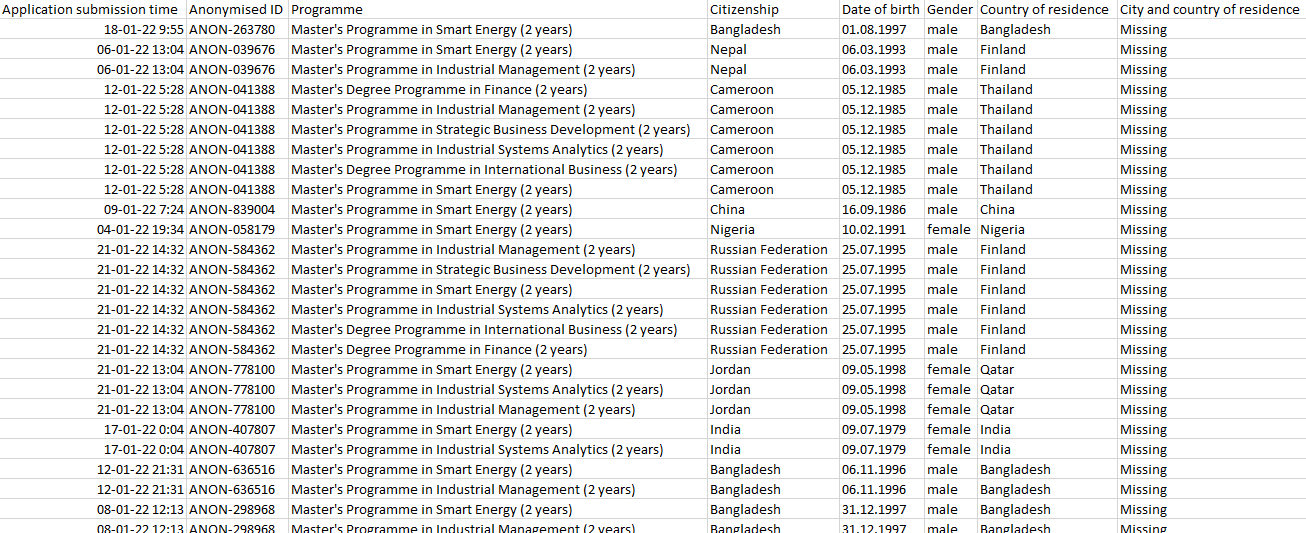 Application submission time Anonymised ID Programme Citizenship Date of birth Gender Country of residence City and country of residence
18-01-22 9:55 ANON-263780 Master's Programme in Smart Energy (2 years) Bangladesh 01.08.1997 male Bangladesh Missing
06-01-22 13:04 ANON-039676 Master's Programme in Smart Energy (2 years) Nepal 06.03.1993 male Finland Missing
06-01-22 13:04 ANON-039676 Master's Programme in Industrial Management (2 years) Nepal 06.03.1993 male Finland Missing
12-01-22 5:28 ANON-041388 Master's Degree Programme in Finance (2 years) Cameroon 05.12.1985 male Thailand Missing
12-01-22 5:28 ANON-041388 Master's Programme in Industrial Management (2 years) Cameroon 05.12.1985 male Thailand Missing
12-01-22 5:28 ANON-041388 Master's Programme in Strategic Business Development (2 years) Cameroon 05.12.1985 male Thailand Missing
12-01-22 5:28 ANON-041388 Master's Programme in Industrial Systems Analytics (2 years) Cameroon 05.12.1985 male Thailand Missing
12-01-22 5:28 ANON-041388 Master's Degree Programme in International Business (2 years) Cameroon 05.12.1985 male Thailand Missing
12-01-22 5:28 ANON-041388 Master's Programme in Smart Energy (2 years) Cameroon 05.12.1985 male Thailand Missing
09-01-22 7:24 ANON-839004 Master's Programme in Smart Energy (2 years) China 16.09.1986 male China Missing
04-01-22 19:34 ANON-058179 Master's Programme in Smart Energy (2 years) Nigeria 10.02.1991 female Nigeria Missing
21-01-22 14:32 ANON-584362 Master's Programme in Industrial Management (2 years) Russian Federation 25.07.1995 male Finland Missing
21-01-22 14:32 ANON-584362 Master's Programme in Strategic Business Development (2 years) Russian Federation 25.07.1995 male Finland Missing
21-01-22 14:32 ANON-584362 Master's Programme in Smart Energy (2 years) Russian Federation 25.07.1995 male Finland Missing
21-01-22 14:32 ANON-584362 Master's Programme in Industrial Systems Analytics (2 years) Russian Federation 25.07.1995 male Finland Missing
21-01-22 14:32 ANON-584362 Master's Degree Programme in International Business (2 years) Russian Federation 25.07.1995 male Finland Missing
21-01-22 14:32 ANON-584362 Master's Degree Programme in Finance (2 years) Russian Federation 25.07.1995 male Finland Missing
21-01-22 13:04 ANON-778100 Master's Programme in Smart Energy (2 years) Jordan 09.05.1998 female Qatar Missing
21-01-22 13:04 ANON-778100 Master's Programme in Industrial Systems Analytics (2 years) Jordan 09.05.1998 female Qatar Missing
21-01-22 13:04 ANON-778100 Master's Programme in Industrial Management (2 years) Jordan 09.05.1998 female Qatar Missing
17-01-22 0:04 ANON-407807 Master's Programme in Smart Energy (2 years) India 09.07.1979 female India Missing
17-01-22 0:04 ANON-407807 Master's Programme in Industrial Systems Analytics (2 years) India 09.07.1979 female India Missing
12-01-22 21:31 ANON-636516 Master's Programme in Smart Energy (2 years) Bangladesh 06.11.1996 male Bangladesh Missing
12-01-22 21:31 ANON-636516 Master's Programme in Industrial Management (2 years) Bangladesh 06.11.1996 male Bangladesh Missing
08-01-22 12:13 ANON-298968 Master's Programme in Smart Energy (2 years) Bangladesh 31.12.1997 male Bangladesh Missing
08-01-22 12:13 ANON-298968 Master's Programme in Industrial Management (2 years) Bangladesh 31.12.1997 male Bangladesh Missing